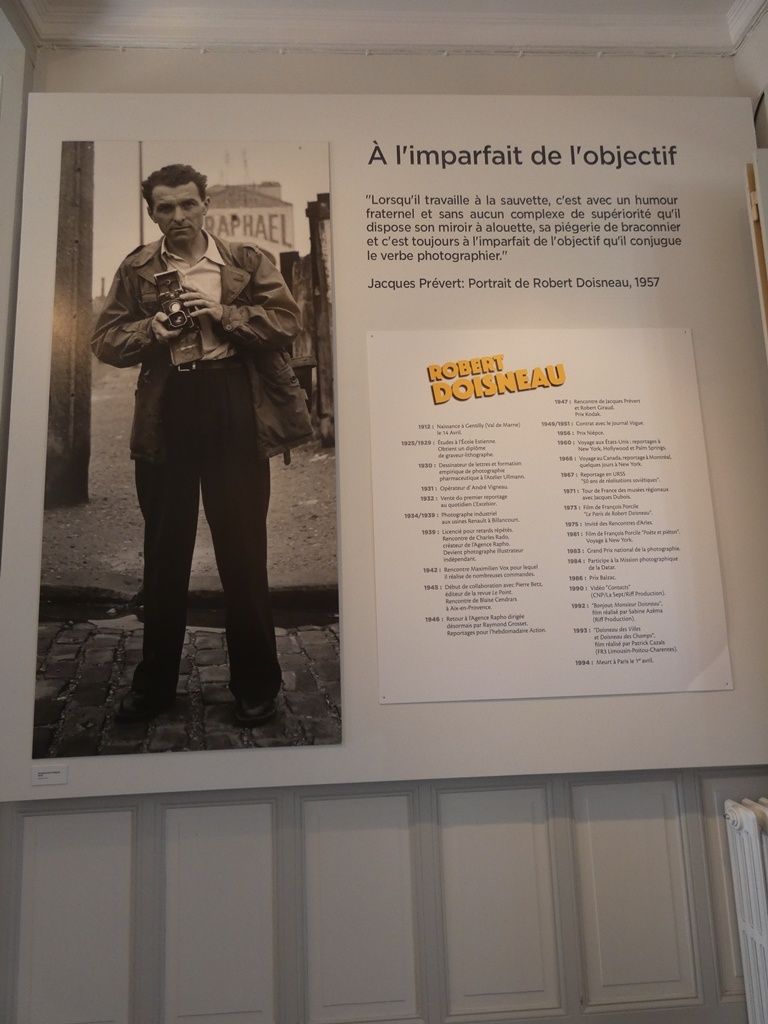 RAPHAEL
À l'imparfait de l'objectif
"Lorsqu'il travaille à la sauvette, c'est avec un humour
fraternel et sans aucun complexe de supériorité qu'il
dispose son miroir à alouette, sa piégerie de braconnier
et c'est toujours à l'imparfait de l'objectif qu'il conjugue
le verbe photographier."
Jacques Prévert: Portrait de Robert Doisneau, 1957
ROBERT
DOISNEAU
1912 : Naissance à Gentilly (Val de Marne)
le 14 Avril.
1925/1929 : Études à l'École Estienne.
Obtient un diplôme
de graveur-lithographe.
1930 : Dessinateur de lettres et formation
empirique de photographie
pharmaceutique à l'Atelier Ullmann.
1931 : Opérateur d'André Vigneau.
1932 : Vente du premier reportage
au quotidien L'Excelsior.
1934/1939 : Photographe industriel
aux usines Renault à Billancourt.
1939 : Licencié pour retards répétés.
Rencontre de Charles Rado,
créateur de l'Agence Rapho.
Devient photographe illustrateur
indépendant.
1942 : Rencontre Maximilien Vox pour lequel
il réalise de nombreuses commandes.
1945 : Début de collaboration avec Pierre Betz,
éditeur de la revue Le Point.
Rencontre de Blaise Cendrars
à Aix-en-Provence.
1946 : Retour à l'Agence Rapho dirigée
désormais par Raymond Grosset.
Reportages pour l'hebdomadaire Action.
1947 : Rencontre de Jacques Prévert
et Robert Giraud.
Prix Kodak.
1949/1951 : Contrat avec le journal Vogue.
1956 : Prix Niépce.
1960 : Voyage aux États-Unis : reportages à
New York, Hollywood et Palm Springs.
1966 : Voyage au Canada, reportage à Montréal,
quelques jours à New York.
1967 : Reportage en URSS
"50 ans de réalisations soviétiques".
1971 : Tour de France des musées régionaux
avec Jacques Dubois.
1973 : Film de François Porcile
"Le Paris de Robert Doisneau".
1975 : Invité des Rencontres d'Arles.
1981 : Film de François Porcile "Poète et piéton".
Voyage à New York.
1983 : Grand Prix national de la photographie.
1984 : Participe à la Mission photographique
de la Datar.
1986 : Prix Balzac.
1990 : Vidéo "Contacts"
(CNP/La Sept/Riff Production).
1992 : "Bonjour Monsieur Doisneau",
film réalisé par Sabine Azéma
(Riff Production).
1993 : "Doisneau des Villes
et Doisneau des Champs",
film réalisé par Patrick Cazals
(FR3 Limousin-Poitou-Charentes).
1994 : Meurt à Paris le 1er avril.